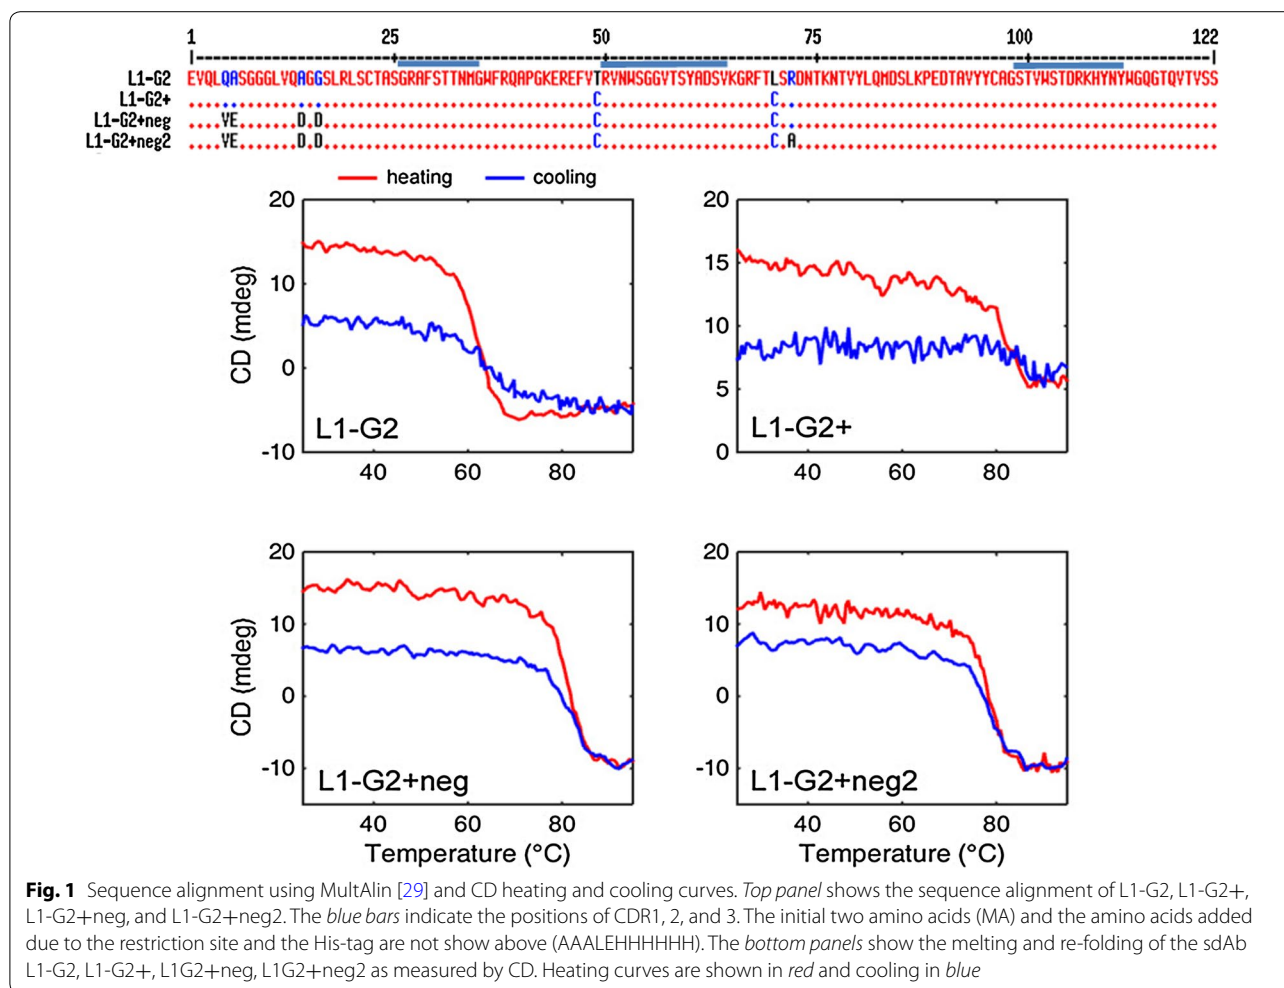 1 25 50 75 100 122
L1-G2 EVQLQASGGGLVQAGGSLRLSCTASGRAFSTTNMGWFRQAPGKEREFVTRVNWSGGVTSYADSVKGRFTLSRDNTKNTVYLQMDSLKPEDTAVYYCAGSTVWSTDRKHYNYWGQGTQVTVSS
L1-G2+ ................................................C....................C....................................................
L1-G2+neg ....VE.......D.D................................C....................C....................................................
L1-G2+neg2 ....VE.......D.D................................C....................C.A..................................................
heating cooling
20
10
0
-10
CD (mdeg)
L1-G2
40 60 80
20
15
10
5
0
L1-G2+
40 60 80
20
10
0
-10
CD (mdeg)
L1-G2+neg
40 60 80
Temperature (°C)
20
10
0
-10
L1-G2+neg2
40 60 80
Temperature (°C)
Fig. 1 Sequence alignment using MultAlin [29] and CD heating and cooling curves. Top panel shows the sequence alignment of L1-G2, L1-G2+,
L1-G2+neg, and L1-G2+neg2. The blue bars indicate the positions of CDR1, 2, and 3. The initial two amino acids (MA) and the amino acids added
due to the restriction site and the His-tag are not show above (AAALEHHHHHH). The bottom panels show the melting and re-folding of the sdAb
L1-G2, L1-G2+, L1G2+neg, L1G2+neg2 as measured by CD. Heating curves are shown in red and cooling in blue